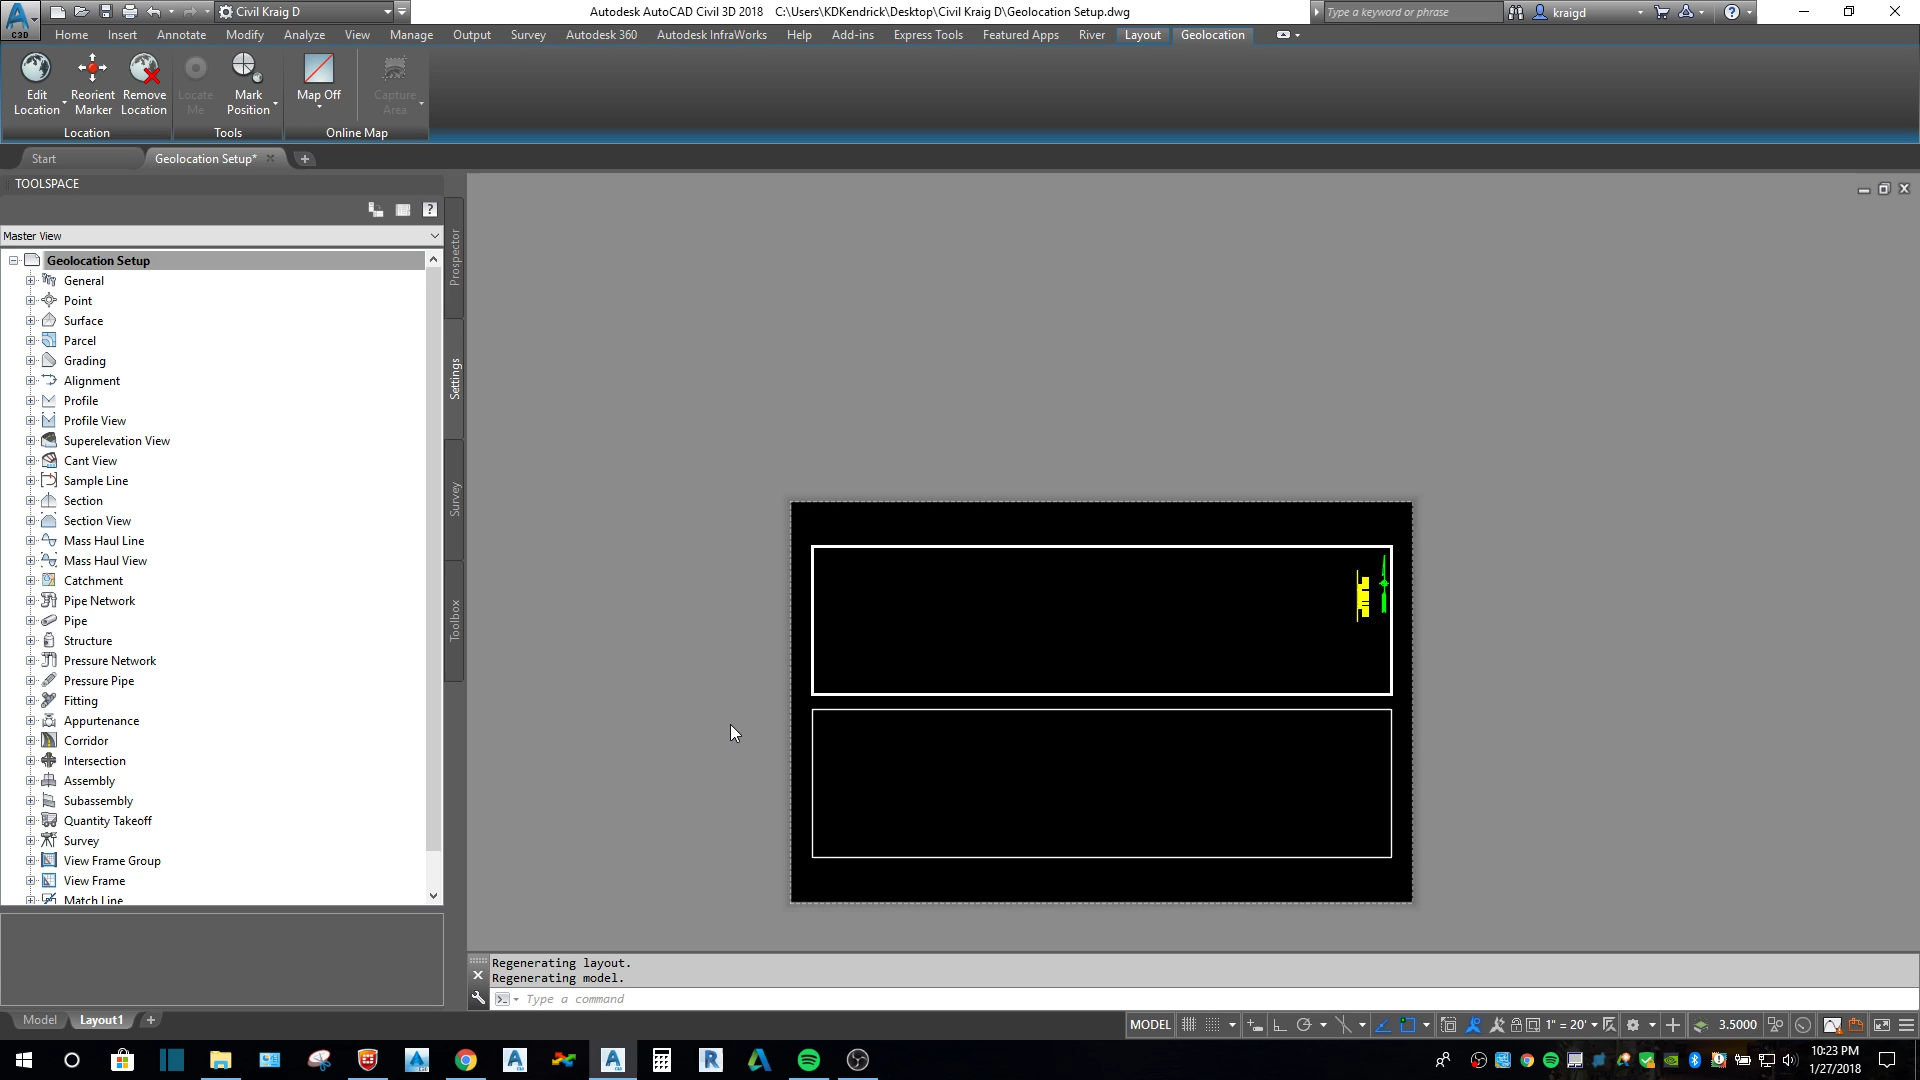 C3D
Civil Kraig D
Autodesk AutoCAD Civil 3D 2018 C:\Users\KDKendrick\Desktop\Civil Kraig D\Geolocation Setup.dwg
Type a keyword or phrase
kraigd
Home Insert Annotate Modify Analyze View Manage Output Survey Autodesk 360 Autodesk InfraWorks Help Add-ins Express Tools Featured Apps River Layout Geolocation
Edit Location
Reorient Marker
Remove Location
Locate Me
Mark Position
Map Off
Capture Area
Location Tools Online Map
Start
Geolocation Setup*
TOOLSPACE
Master View
Geolocation Setup
General
Point
Surface
Parcel
Grading
Alignment
Profile
Profile View
Superelevation View
Cant View
Sample Line
Section
Section View
Mass Haul Line
Mass Haul View
Catchment
Pipe Network
Pipe
Structure
Pressure Network
Pressure Pipe
Fitting
Appurtenance
Corridor
Intersection
Assembly
Subassembly
Quantity Takeoff
Survey
View Frame Group
View Frame
Match Line
Prospector
Settings
Survey
Toolbox
Regenerating layout.
Regenerating model.
Type a command
Model Layout1
MODEL
1" = 20'
3.5000
10:23 PM
1/27/2018